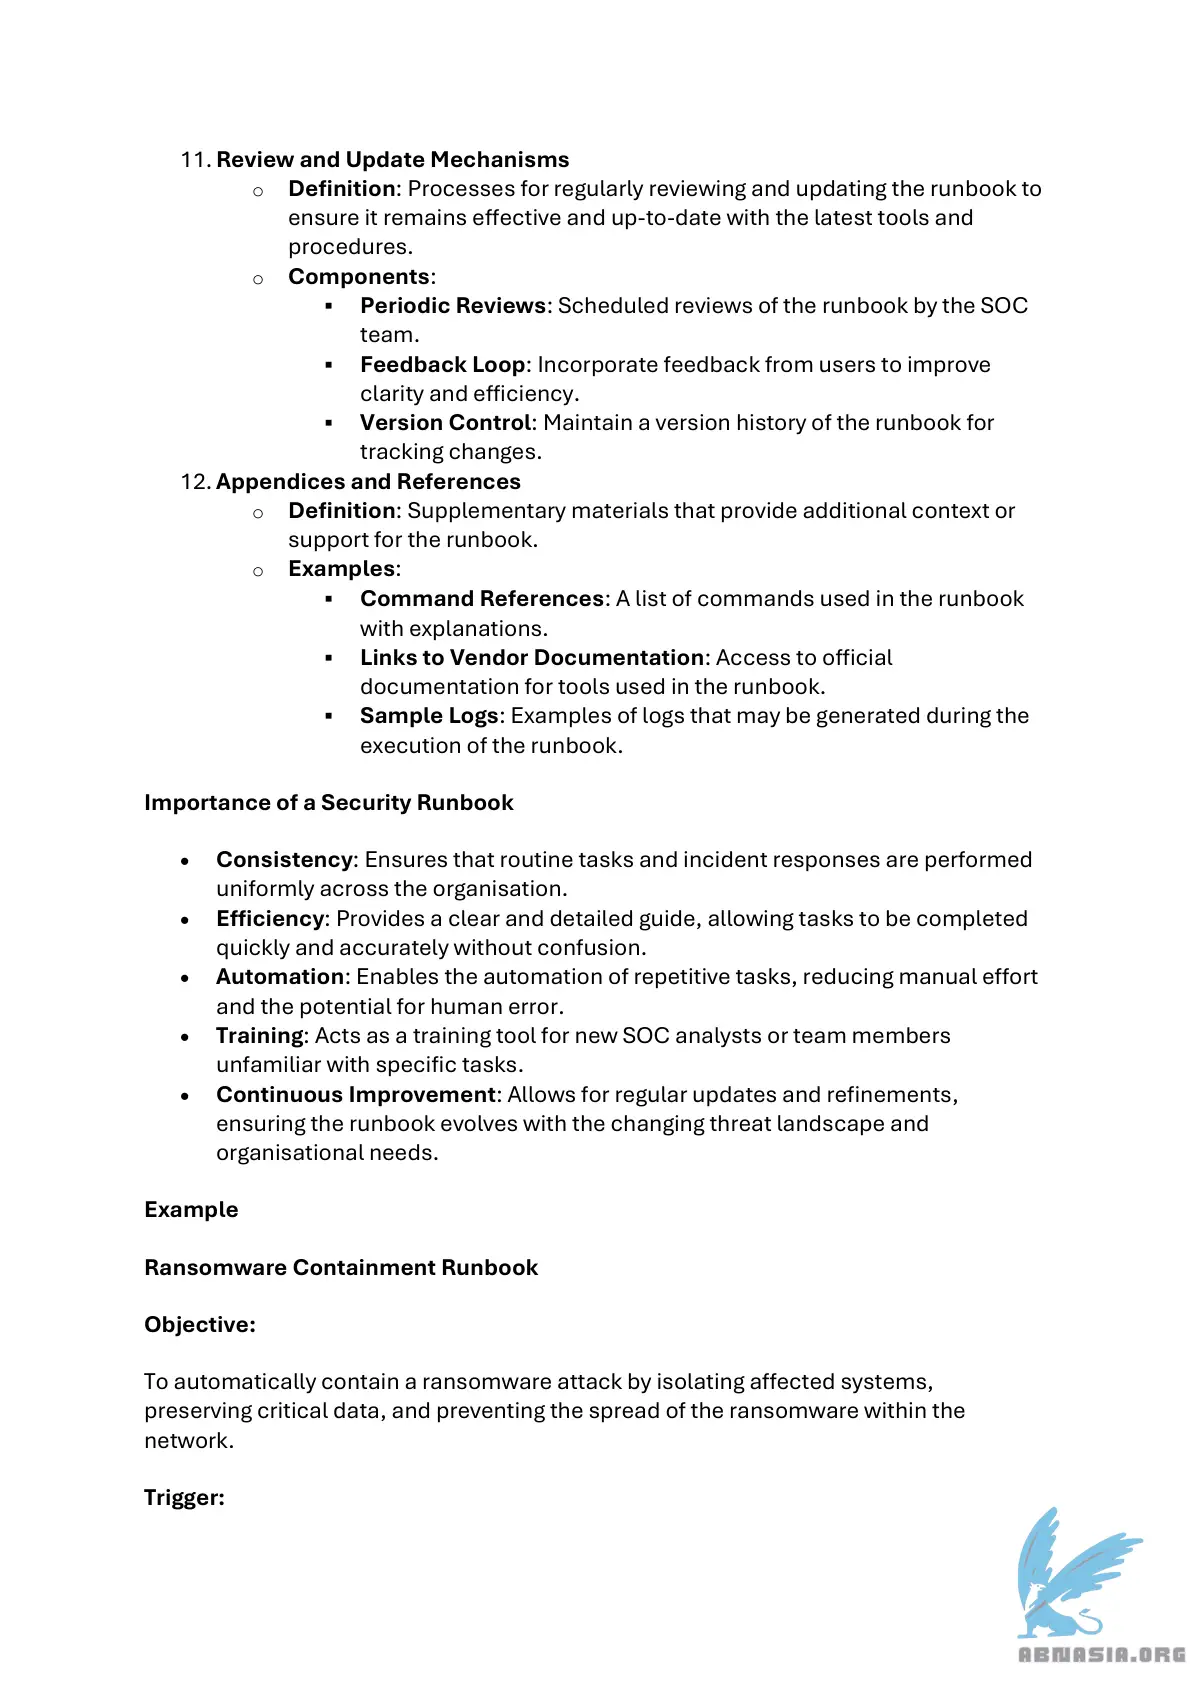 11. Review and Update Mechanisms
o Definition: Processes for regularly reviewing and updating the runbook to
ensure it remains effective and up-to-date with the latest tools and
procedures.
o Components:
▪ Periodic Reviews: Scheduled reviews of the runbook by the SOC
team.
▪ Feedback Loop: Incorporate feedback from users to improve
clarity and efficiency.
▪ Version Control: Maintain a version history of the runbook for
tracking changes.
12. Appendices and References
o Definition: Supplementary materials that provide additional context or
support for the runbook.
o Examples:
▪ Command References: A list of commands used in the runbook
with explanations.
▪ Links to Vendor Documentation: Access to official
documentation for tools used in the runbook.
▪ Sample Logs: Examples of logs that may be generated during the
execution of the runbook.
Importance of a Security Runbook
• Consistency: Ensures that routine tasks and incident responses are performed
uniformly across the organisation.
• Efficiency: Provides a clear and detailed guide, allowing tasks to be completed
quickly and accurately without confusion.
• Automation: Enables the automation of repetitive tasks, reducing manual effort
and the potential for human error.
• Training: Acts as a training tool for new SOC analysts or team members
unfamiliar with specific tasks.
• Continuous Improvement: Allows for regular updates and refinements,
ensuring the runbook evolves with the changing threat landscape and
organisational needs.
Example
Ransomware Containment Runbook
Objective:
To automatically contain a ransomware attack by isolating affected systems,
preserving critical data, and preventing the spread of the ransomware within the
network.
Trigger:
ABNASIA.ORG